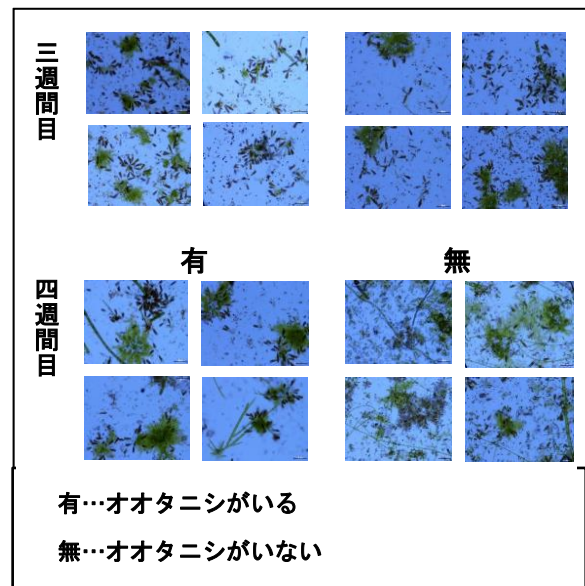 三週間目
有 無
四週間目
有…オオタニシがいる
無…オオタニシがいない